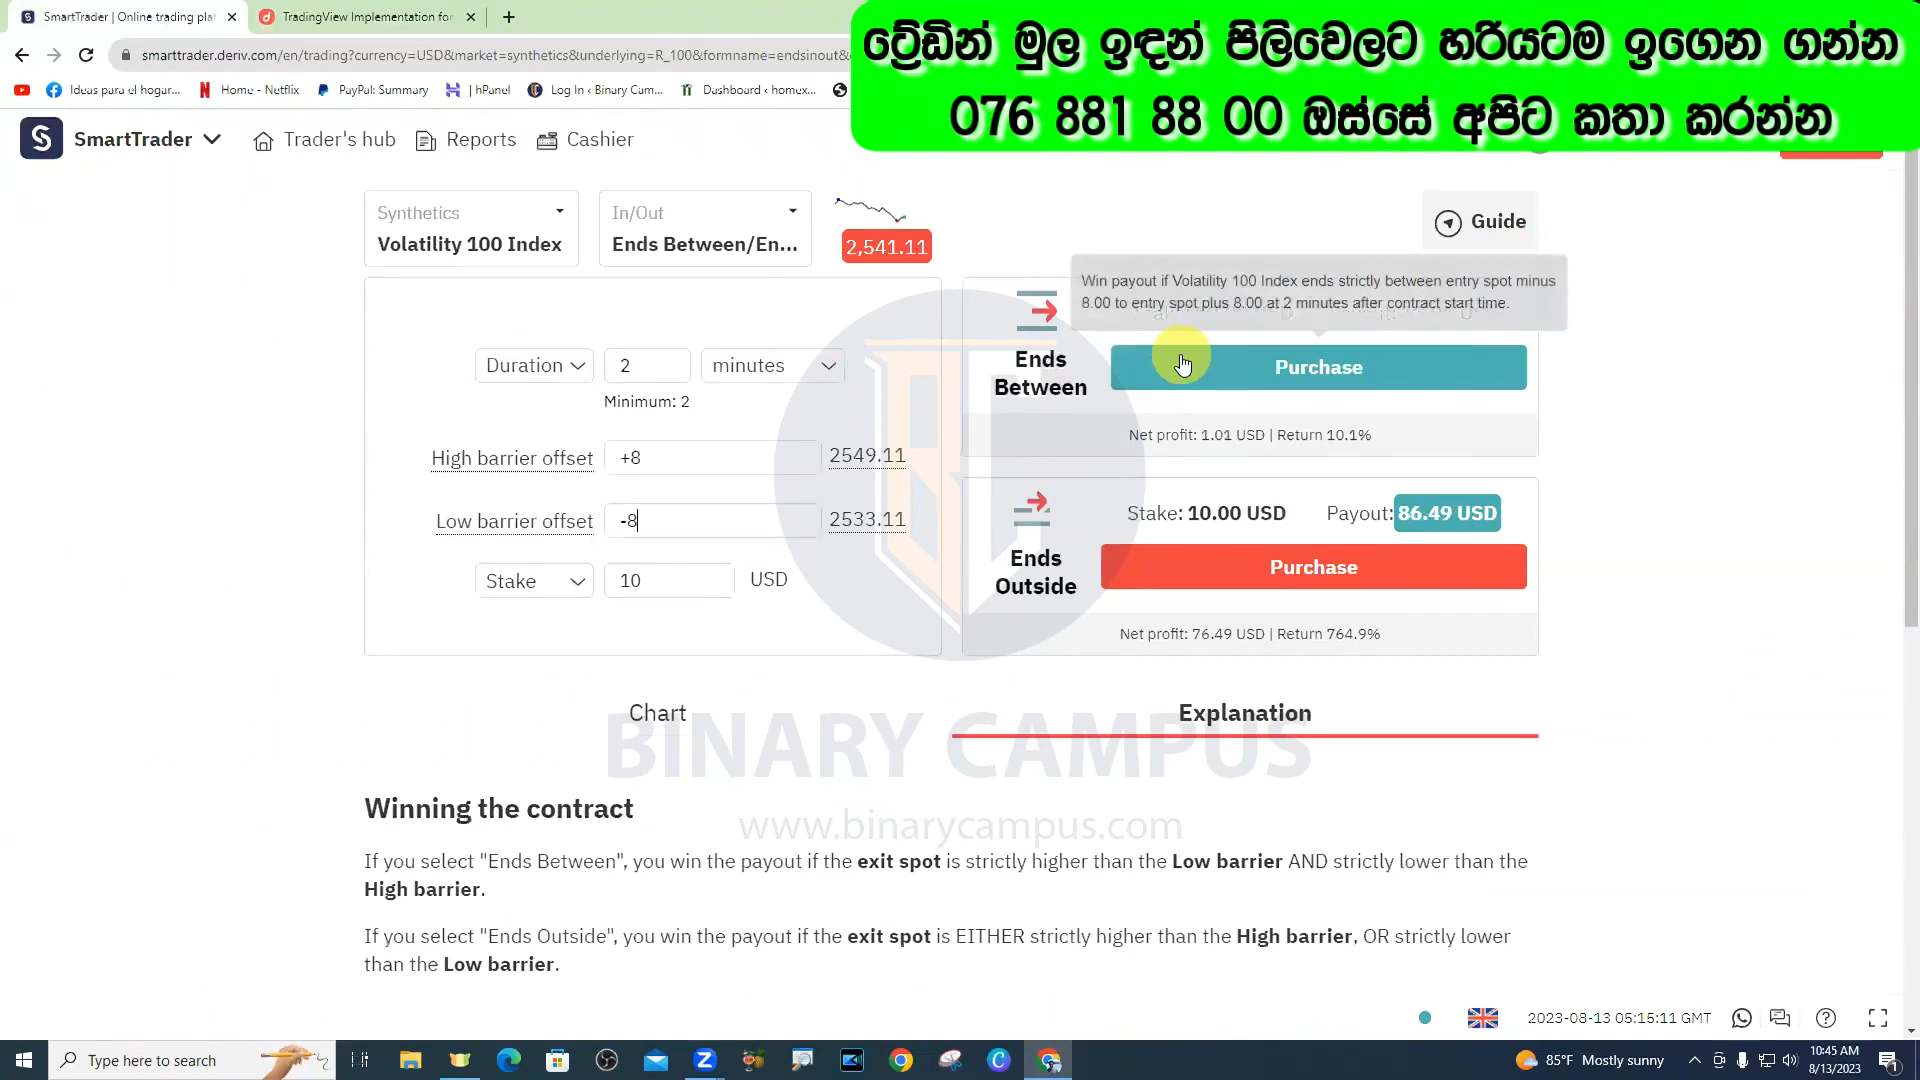 SmartTrader | Online trading pla
TradingView Implementation for
ට්‍රේඩින් මුල ඉඳන් පිලිවෙලට හරියටම ඉගෙන ගන්න
076 881 88 00 ඔස්සේ අපිට කතා කරන්න
smarttrader.deriv.com/en/trading?currency=USD&market=synthetics&underlying=R_100&formname=endsinout&
Ideas para el hogar...
Home - Netflix
PayPal: Summary
hPanel
Log In ‹ Binary Cam...
Dashboard ‹ homex...
SmartTrader
Trader's hub
Reports
Cashier
Synthetics
Volatility 100 Index
In/Out
Ends Between/En...
2,541.11
Guide
Win payout if Volatility 100 Index ends strictly between entry spot minus
8.00 to entry spot plus 8.00 at 2 minutes after contract start time.
Duration
2
minutes
Minimum: 2
High barrier offset
+8
2549.11
Low barrier offset
-8
2533.11
Stake
10
USD
Ends
Between
Purchase
Net profit: 1.01 USD | Return 10.1%
Stake: 10.00 USD
Payout: 86.49 USD
Ends
Outside
Purchase
Net profit: 76.49 USD | Return 764.9%
Chart
Explanation
BINARY CAMPUS
www.binarycampus.com
Winning the contract
If you select "Ends Between", you win the payout if the exit spot is strictly higher than the Low barrier AND strictly lower than the
High barrier.
If you select "Ends Outside", you win the payout if the exit spot is EITHER strictly higher than the High barrier, OR strictly lower
than the Low barrier.
2023-08-13 05:15:11 GMT
Type here to search
85°F Mostly sunny
10:45 AM
8/13/2023
1